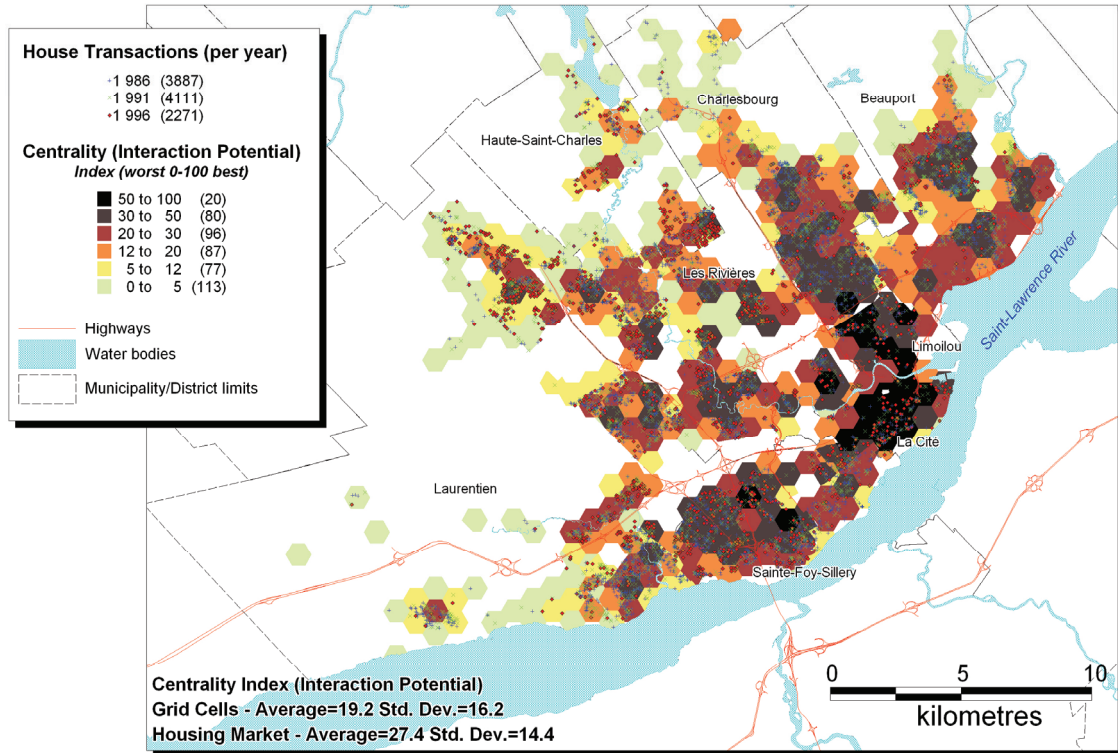 House Transactions (per year)
1 986 (3887)
1 991 (4111)
1 996 (2271)
Centrality (Interaction Potential)
Index (worst 0-100 best)
50 to 100 (20)
30 to 50 (80)
20 to 30 (96)
12 to 20 (87)
5 to 12 (77)
0 to 5 (113)
Highways
Water bodies
Municipality/District limits
Charlesbourg
Beauport
Haute-Saint-Charles
Les Rivières
Saint-Lawrence River
Limoilou
La Cité
Laurentien
Sainte-Foy-Sillery
Centrality Index (Interaction Potential)
Grid Cells - Average=19.2 Std. Dev.=16.2
Housing Market - Average=27.4 Std. Dev.=14.4
0 5 10
kilometres